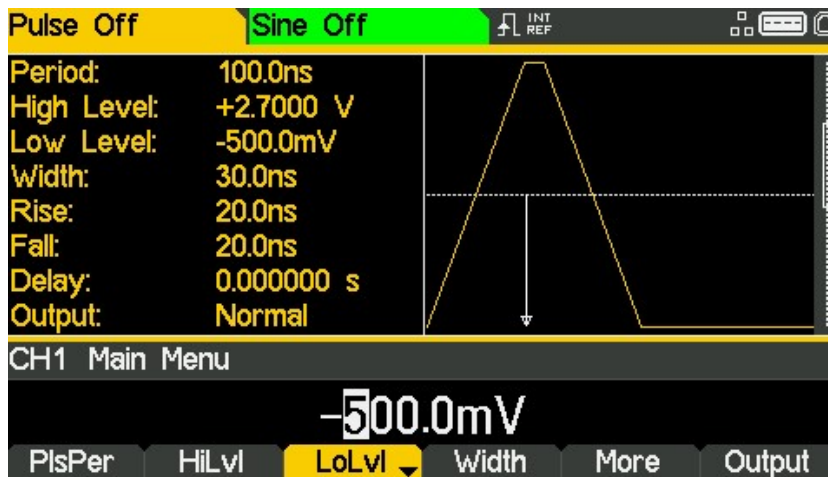 Pulse Off Sine Off INT REF
Period: 100.0ns
High Level: +2.7000 V
Low Level: -500.0mV
Width: 30.0ns
Rise: 20.0ns
Fall: 20.0ns
Delay: 0.000000 s
Output: Normal
CH1 Main Menu
-500.0mV
PlsPer HiLvl LoLvl Width More Output